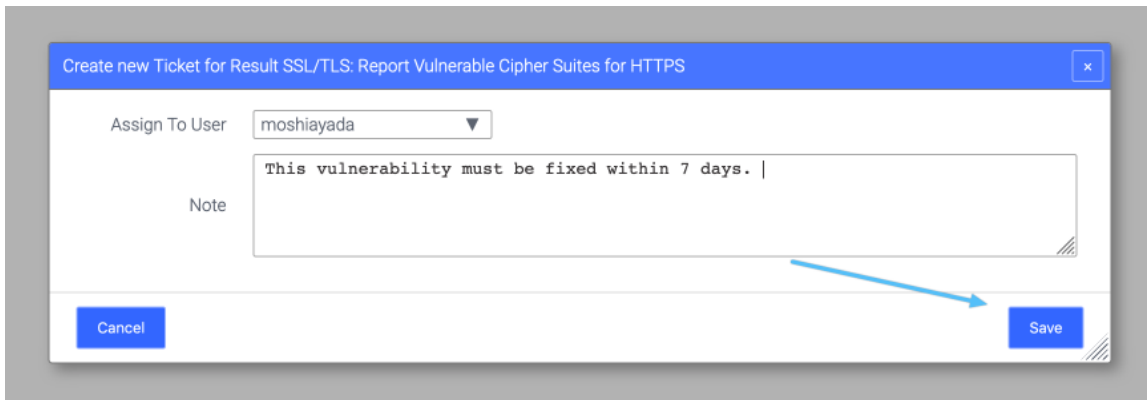 Create new Ticket for Result SSL/TLS: Report Vulnerable Cipher Suites for HTTPS
×
Assign To User
moshiayada
▼
This vulnerability must be fixed within 7 days.
Note
Cancel
Save